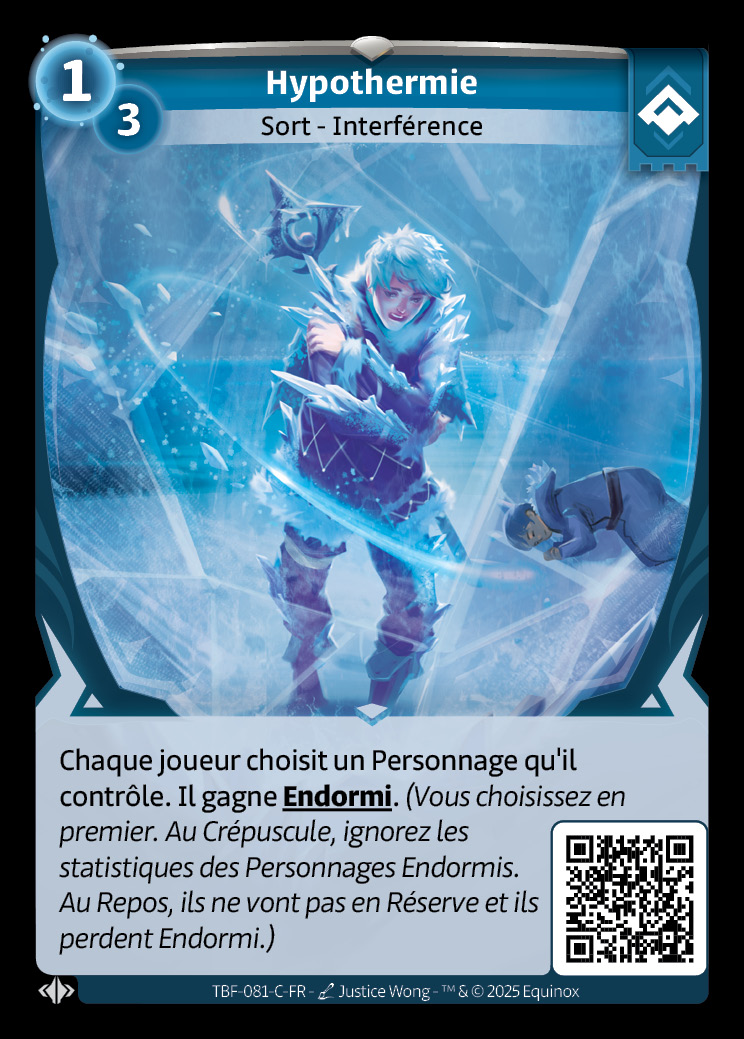 1
Hypothermie
3
Sort - Interférence
Chaque joueur choisit un Personnage qu'il
contrôle. Il gagne Endormi. (Vous choisissez en
premier. Au Crépuscule, ignorez les
statistiques des Personnages Endormis.
Au Repos, ils ne vont pas en Réserve et ils
perdent Endormi.)
TBF-081-C-FR - Justice Wong - ™ & © 2025 Equinox